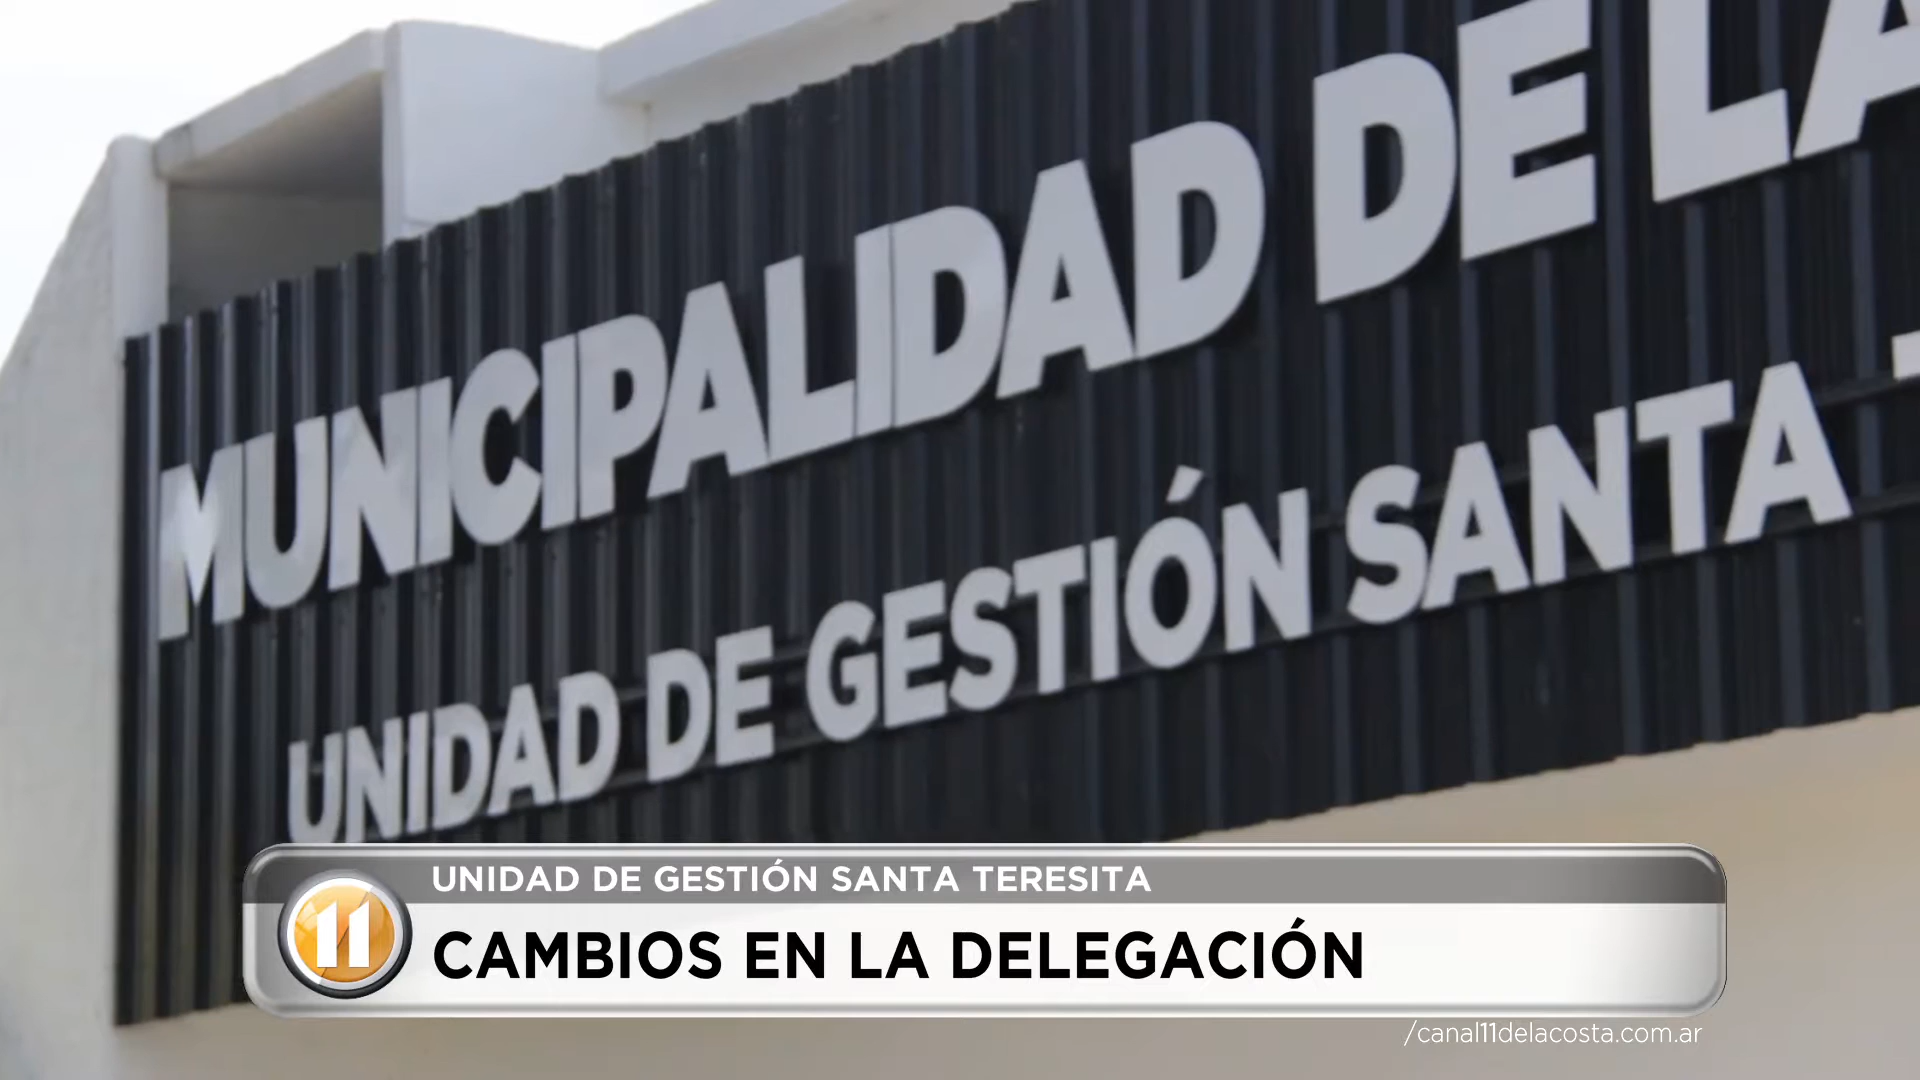 MUNICIPALIDAD DE LA
UNIDAD DE GESTIÓN SANTA T
UNIDAD DE GESTIÓN SANTA TERESITA
11
CAMBIOS EN LA DELEGACIÓN
/canal11delacosta.com.ar